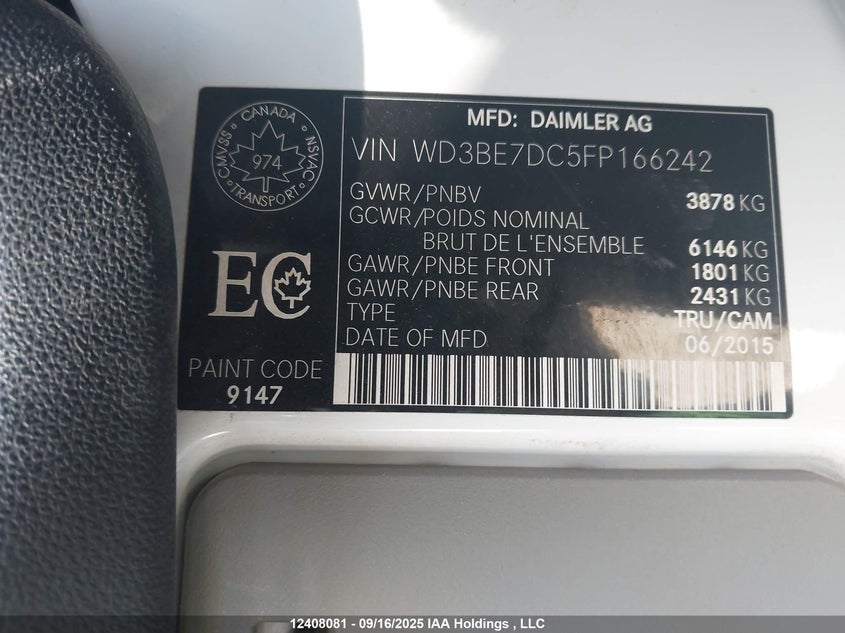 CANADA
CMVSS
NSVAC
974
TRANSPORT
MFD: DAIMLER AG
VIN WD3BE7DC5FP166242
GVWR/PNBV 3878 KG
GCWR/POIDS NOMINAL
BRUT DE L'ENSEMBLE 6146 KG
GAWR/PNBE FRONT 1801 KG
GAWR/PNBE REAR 2431 KG
TYPE TRU/CAM
DATE OF MFD 06/2015
EC
PAINT CODE
9147
12408081 - 09/16/2025 IAA Holdings , LLC